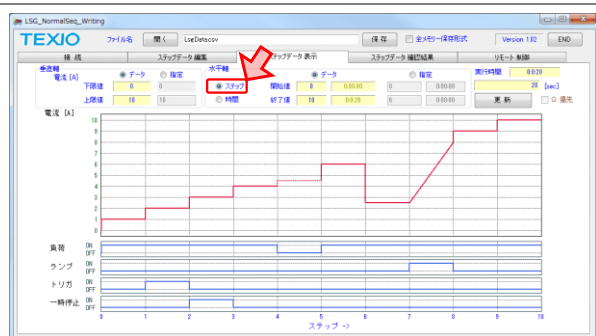 LSG_NormalSeq_Writing
TEXIO ファイル名 開く LseDatacsv 保存 全メモリー保存形式 Version 1.02 END
接続 ステップデータ 編集 ステップデータ 表示 ステップデータ 確認結果 リモート 制御
垂直軸 電流 [A] データ 指定 水平軸 データ 指定 実行時間 0:0:20
下限値 0 0 ステップ 開始値 0 0:00:00 0 0:00:00 20 [sec]
上限値 10 10 時間 終了値 10 0:0:20 0 0:00:00 更新 優先
電流 [A]
10
9
8
7
6
5
4
3
2
1
0
負荷 ON OFF
ランプ ON OFF
トリガ ON OFF
一時停止 ON OFF
0 1 2 3 4 5 6 7 8 9 10
ステップ ->